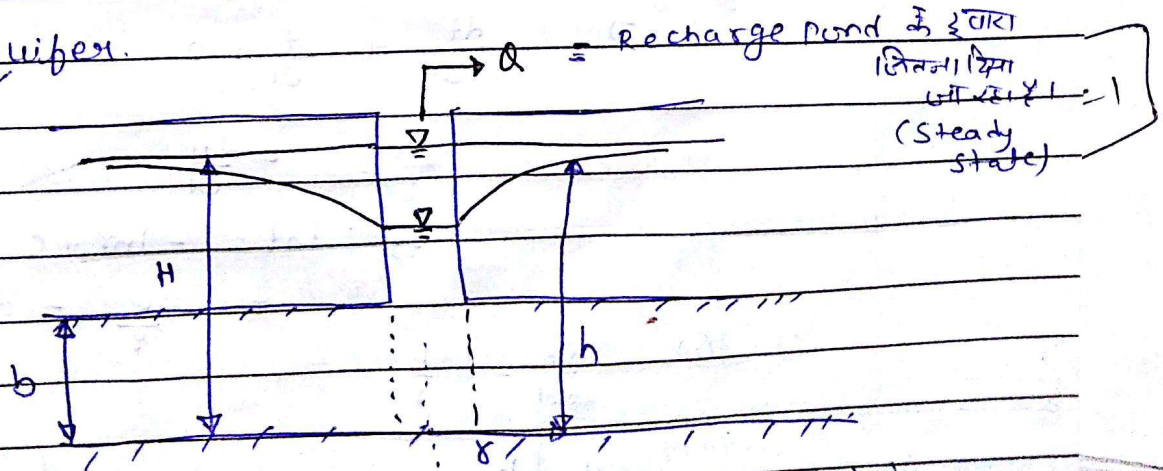 uifer.
Q = Recharge pond के द्वारा
जितना दिया
जा रहा है। - 1
(Steady
state)
H
h
b
r